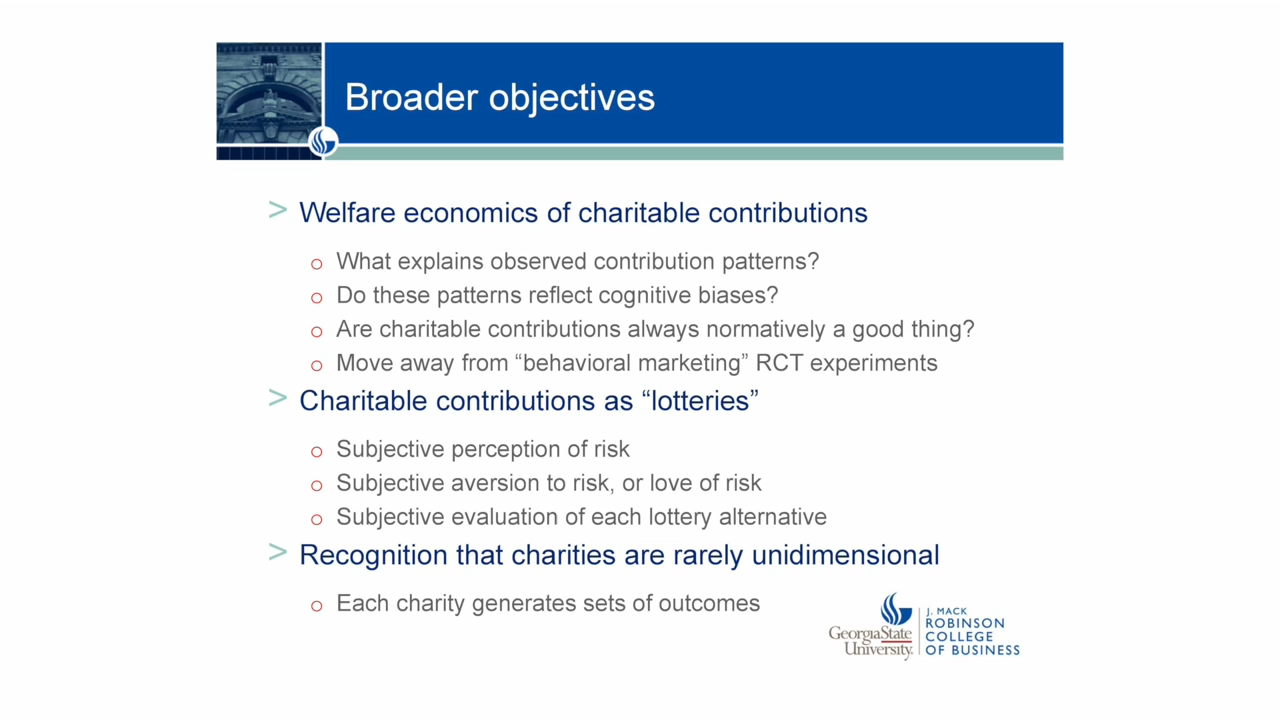 Broader objectives
> Welfare economics of charitable contributions
o What explains observed contribution patterns?
o Do these patterns reflect cognitive biases?
o Are charitable contributions always normatively a good thing?
o Move away from “behavioral marketing” RCT experiments
> Charitable contributions as “lotteries”
o Subjective perception of risk
o Subjective aversion to risk, or love of risk
o Subjective evaluation of each lottery alternative
> Recognition that charities are rarely unidimensional
o Each charity generates sets of outcomes
GeorgiaState
University.
J. MACK
ROBINSON
COLLEGE
OF BUSINESS